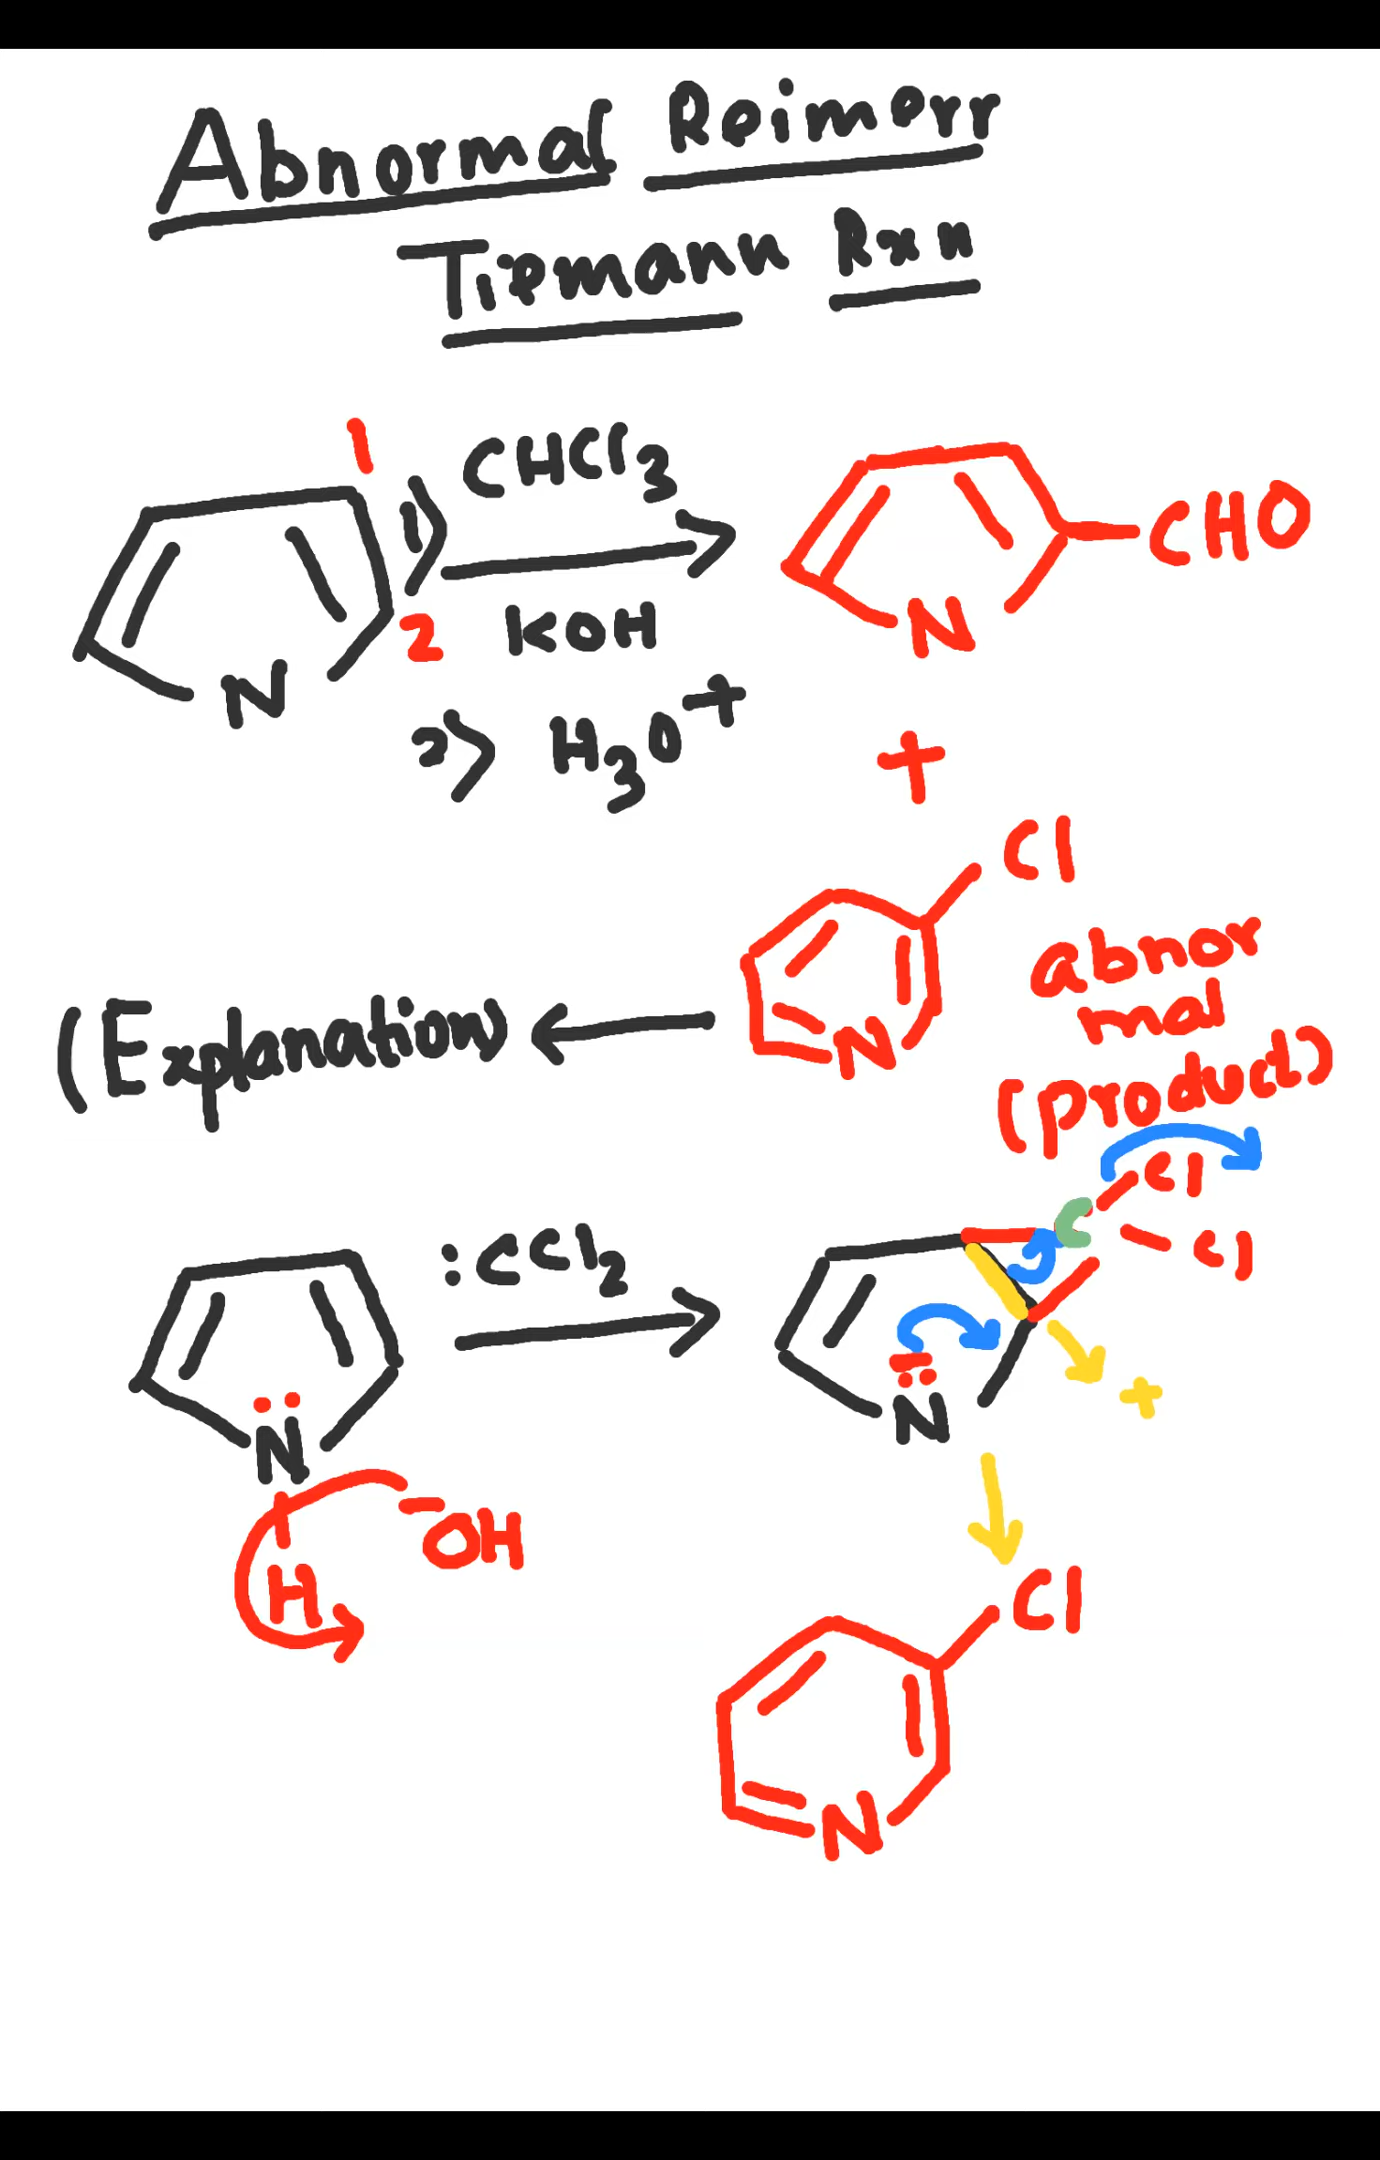 Abnormal Reimerr
Tiemann Rxn
1
1) CHCl3
KOH
2
N
2) H3O+
CHO
N
+
Cl
N
abnor
mal
(product)
(Explanation)
:CCl2
N
H
-OH
C
Cl
Cl
N
+
Cl
N